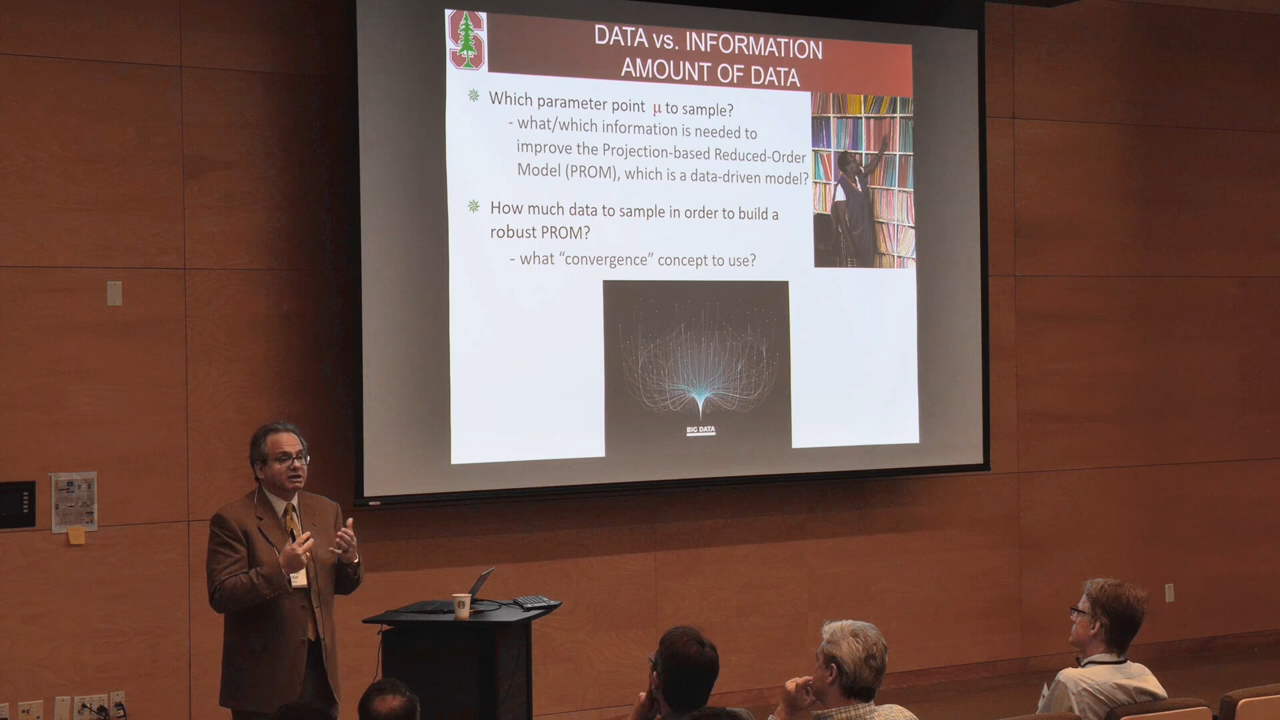 DATA vs. INFORMATION
AMOUNT OF DATA
Which parameter point μ to sample?
- what/which information is needed to
improve the Projection-based Reduced-Order
Model (PROM), which is a data-driven model?
How much data to sample in order to build a
robust PROM?
- what “convergence” concept to use?
BIG DATA